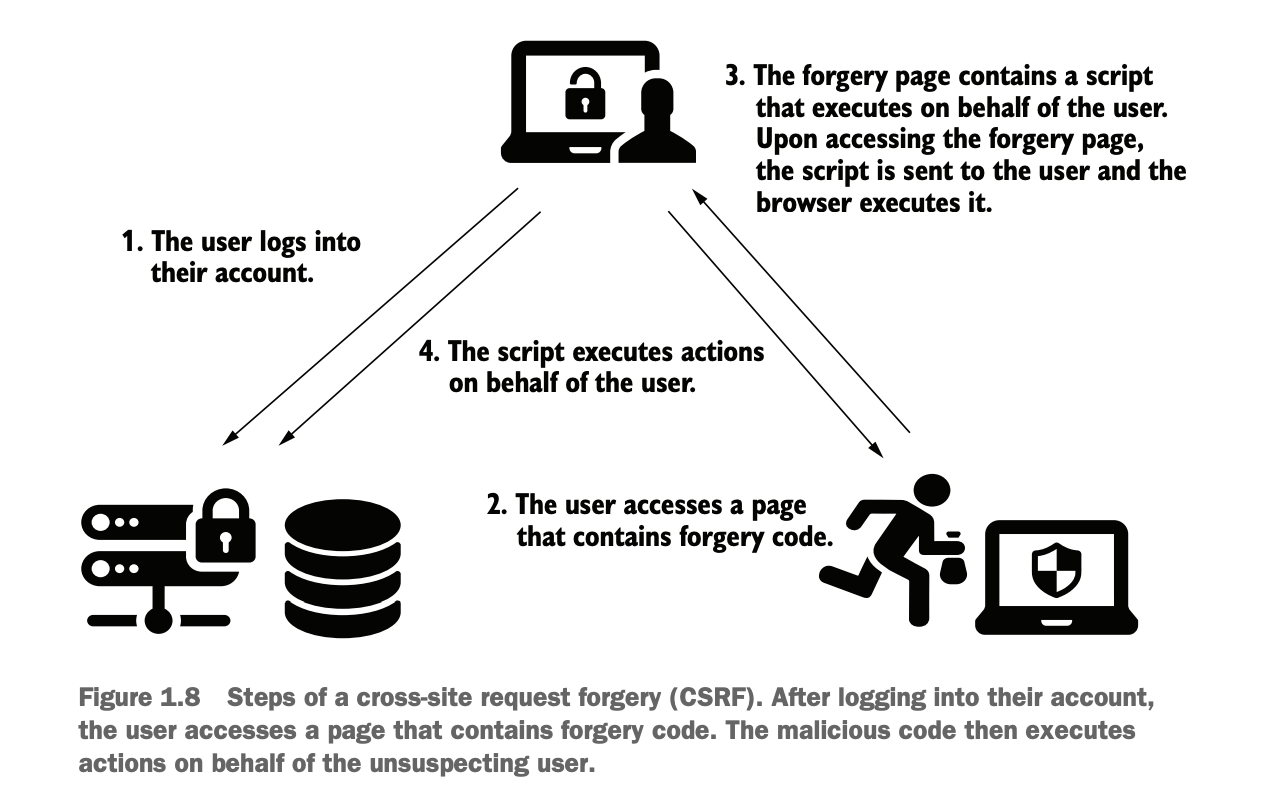 3. The forgery page contains a script
that executes on behalf of the user.
Upon accessing the forgery page,
the script is sent to the user and the
browser executes it.
1. The user logs into
their account.
4. The script executes actions
on behalf of the user.
2. The user accesses a page
that contains forgery code.
Figure 1.8 Steps of a cross-site request forgery (CSRF). After logging into their account,
the user accesses a page that contains forgery code. The malicious code then executes
actions on behalf of the unsuspecting user.